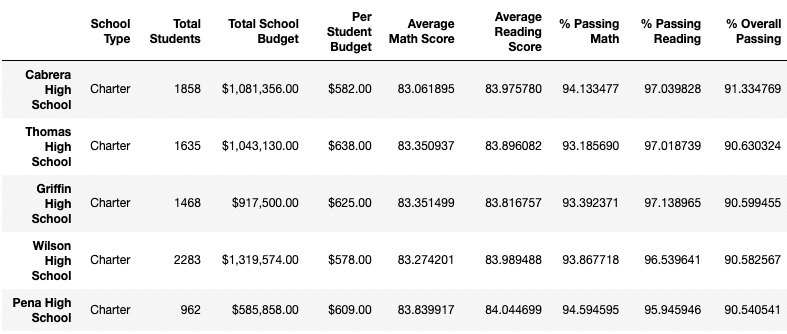 School Type Total Students Total School Budget Per Student Budget Average Math Score Average Reading Score % Passing Math % Passing Reading % Overall Passing
Cabrera High School Charter 1858 $1,081,356.00 $582.00 83.061895 83.975780 94.133477 97.039828 91.334769
Thomas High School Charter 1635 $1,043,130.00 $638.00 83.350937 83.896082 93.185690 97.018739 90.630324
Griffin High School Charter 1468 $917,500.00 $625.00 83.351499 83.816757 93.392371 97.138965 90.599455
Wilson High School Charter 2283 $1,319,574.00 $578.00 83.274201 83.989488 93.867718 96.539641 90.582567
Pena High School Charter 962 $585,858.00 $609.00 83.839917 84.044699 94.594595 95.945946 90.540541